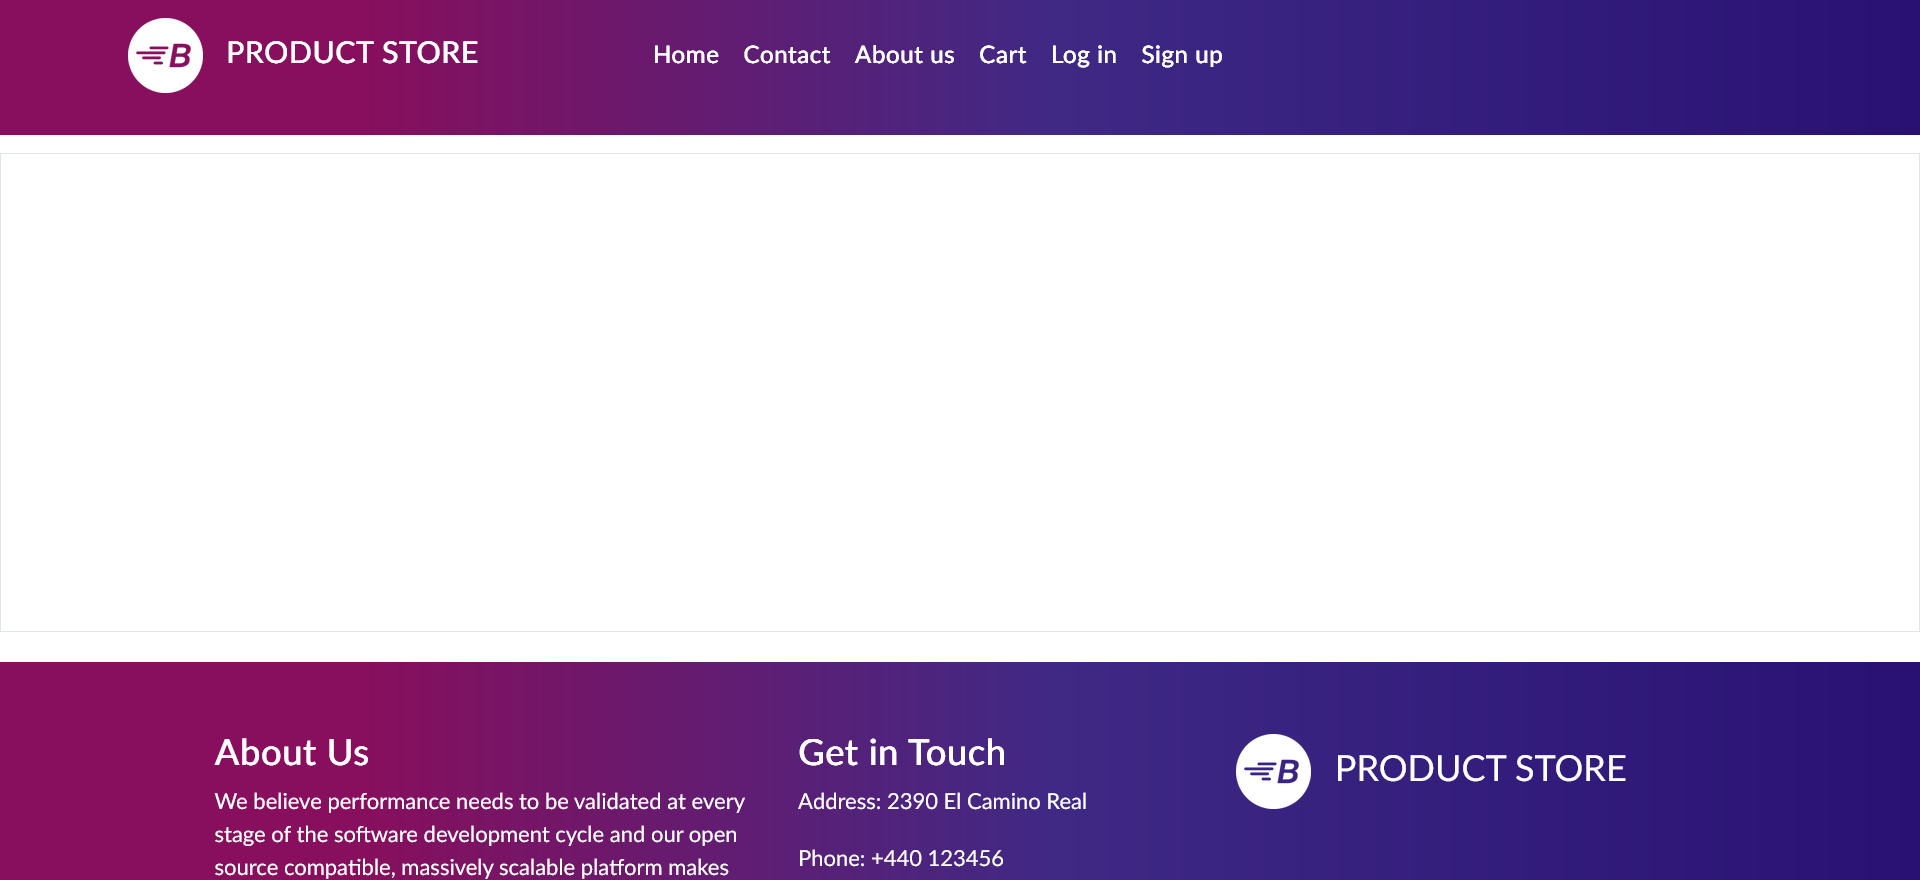 B PRODUCT STORE
Home Contact About us Cart Log in Sign up
About Us
We believe performance needs to be validated at every
stage of the software development cycle and our open
source compatible, massively scalable platform makes
Get in Touch
Address: 2390 El Camino Real
Phone: +440 123456
B PRODUCT STORE